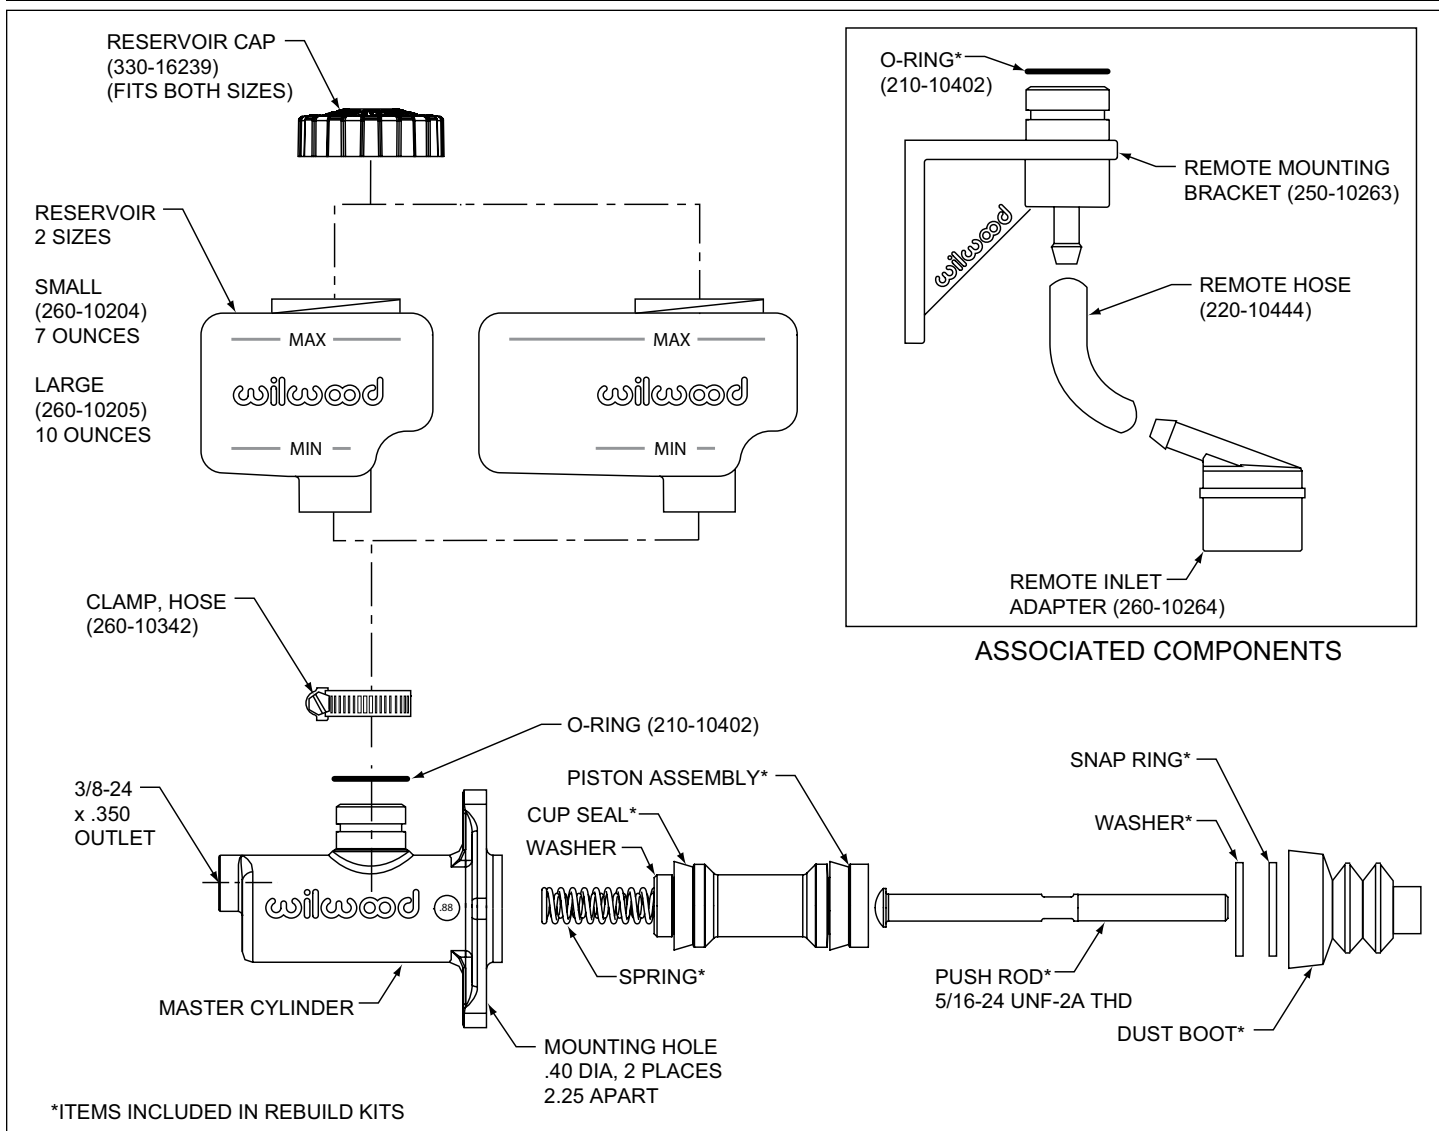 RESERVOIR CAP
(330-16239)
(FITS BOTH SIZES)
RESERVOIR
2 SIZES
SMALL
(260-10204)
7 OUNCES
LARGE
(260-10205)
10 OUNCES
MAX
wilwood
MIN
MAX
wilwood
MIN
CLAMP, HOSE
(260-10342)
O-RING (210-10402)
3/8-24
x .350
OUTLET
wilwood
.88
MASTER CYLINDER
MOUNTING HOLE
.40 DIA, 2 PLACES
2.25 APART
PISTON ASSEMBLY*
CUP SEAL*
WASHER
SPRING*
PUSH ROD*
5/16-24 UNF-2A THD
SNAP RING*
WASHER*
DUST BOOT*
*ITEMS INCLUDED IN REBUILD KITS
O-RING*
(210-10402)
REMOTE MOUNTING
BRACKET (250-10263)
wilwood
REMOTE HOSE
(220-10444)
REMOTE INLET
ADAPTER (260-10264)
ASSOCIATED COMPONENTS